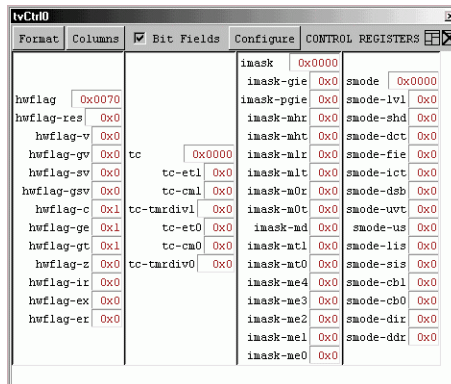 tvCtrl0
Format Columns Bit Fields Configure CONTROL REGISTERS
hwflag 0x0070
hwflag-res 0x0
hwflag-v 0x0
hwflag-gv 0x0
hwflag-sv 0x0
hwflag-gsv 0x0
hwflag-c 0x1
hwflag-ge 0x1
hwflag-gt 0x1
hwflag-z 0x0
hwflag-ir 0x0
hwflag-ex 0x0
hwflag-er 0x0
tc 0x0000
tc-et1 0x0
tc-cm1 0x0
tc-tmrdiv1 0x0
tc-et0 0x0
tc-cm0 0x0
tc-tmrdiv0 0x0
imask 0x0000
imask-gie 0x0
imask-pgie 0x0
imask-mhr 0x0
imask-mht 0x0
imask-mlr 0x0
imask-mlt 0x0
imask-m0r 0x0
imask-m0t 0x0
imask-md 0x0
imask-mt1 0x0
imask-mt0 0x0
imask-me4 0x0
imask-me3 0x0
imask-me2 0x0
imask-me1 0x0
imask-me0 0x0
smode 0x0000
smode-lvl 0x0
smode-shd 0x0
smode-dct 0x0
smode-fie 0x0
smode-ict 0x0
smode-dsb 0x0
smode-uvt 0x0
smode-us 0x0
smode-lis 0x0
smode-sis 0x0
smode-cb1 0x0
smode-cb0 0x0
smode-dir 0x0
smode-ddr 0x0